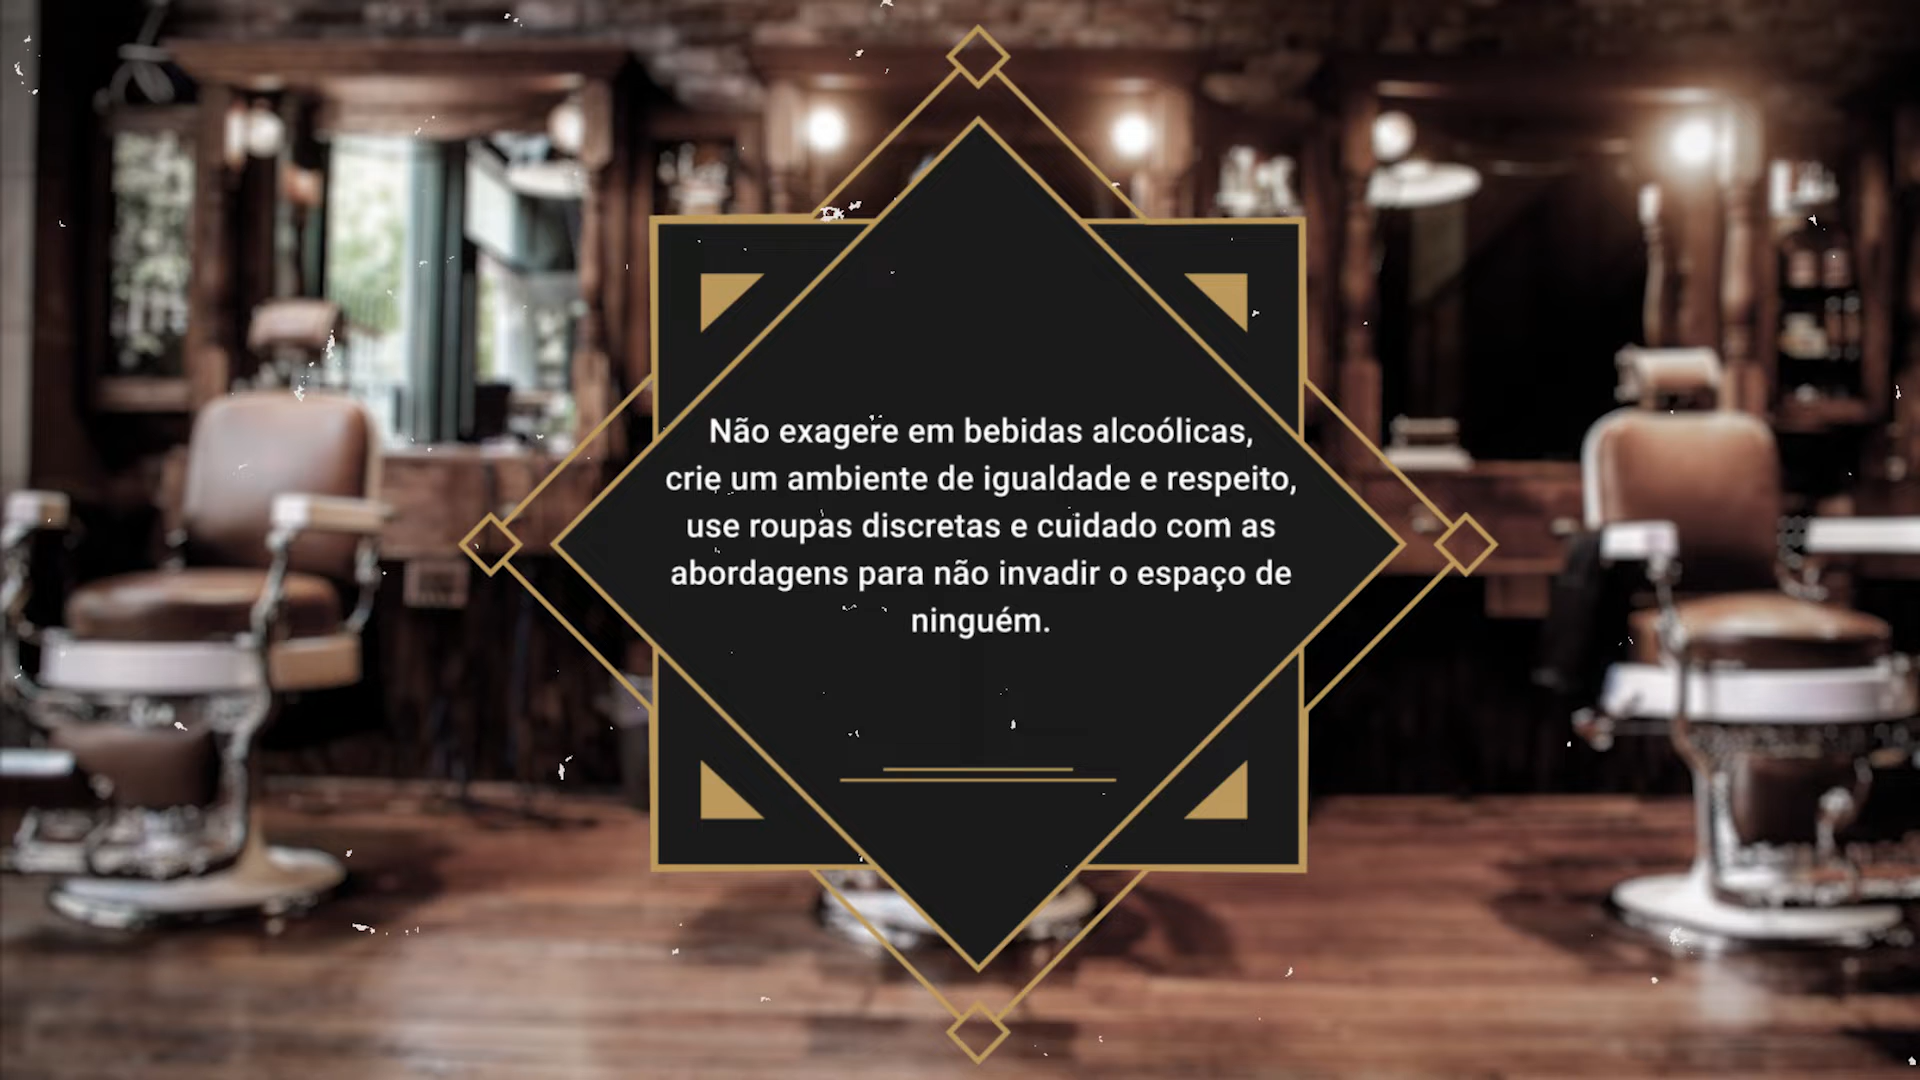 Não exagere em bebidas alcoólicas,
crie um ambiente de igualdade e respeito,
use roupas discretas e cuidado com as
abordagens para não invadir o espaço de
ninguém.